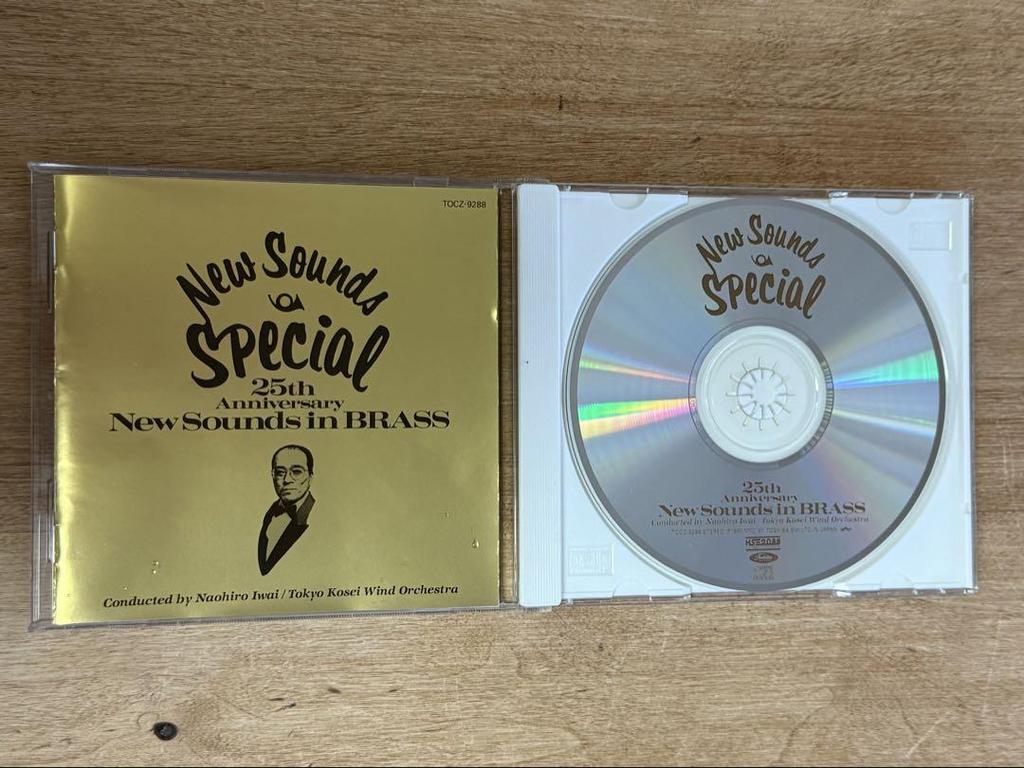 TOCZ-9288
New Sounds
Special
25th
Anniversary
New Sounds in BRASS
Conducted by Naohiro Iwai / Tokyo Kosei Wind Orchestra
New Sounds
Special
25th
Anniversary
New Sounds in BRASS
Conducted by Naohiro Iwai Tokyo Kosei Wind Orchestra